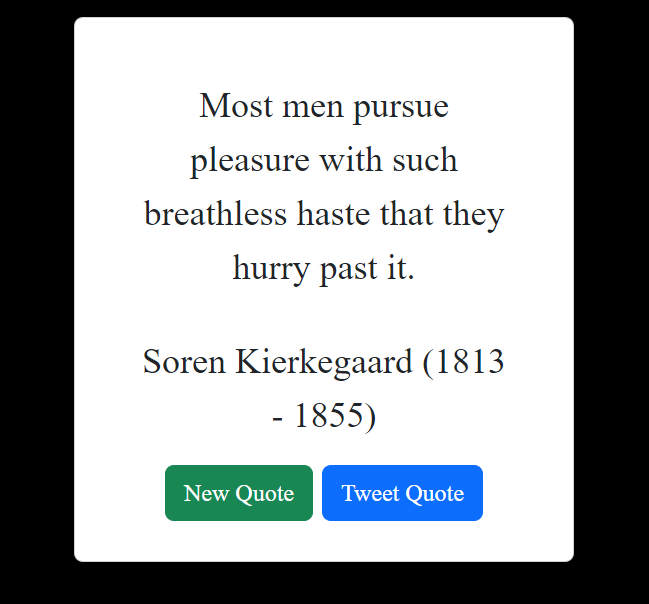 Most men pursue
pleasure with such
breathless haste that they
hurry past it.
Soren Kierkegaard (1813
- 1855)
New Quote
Tweet Quote